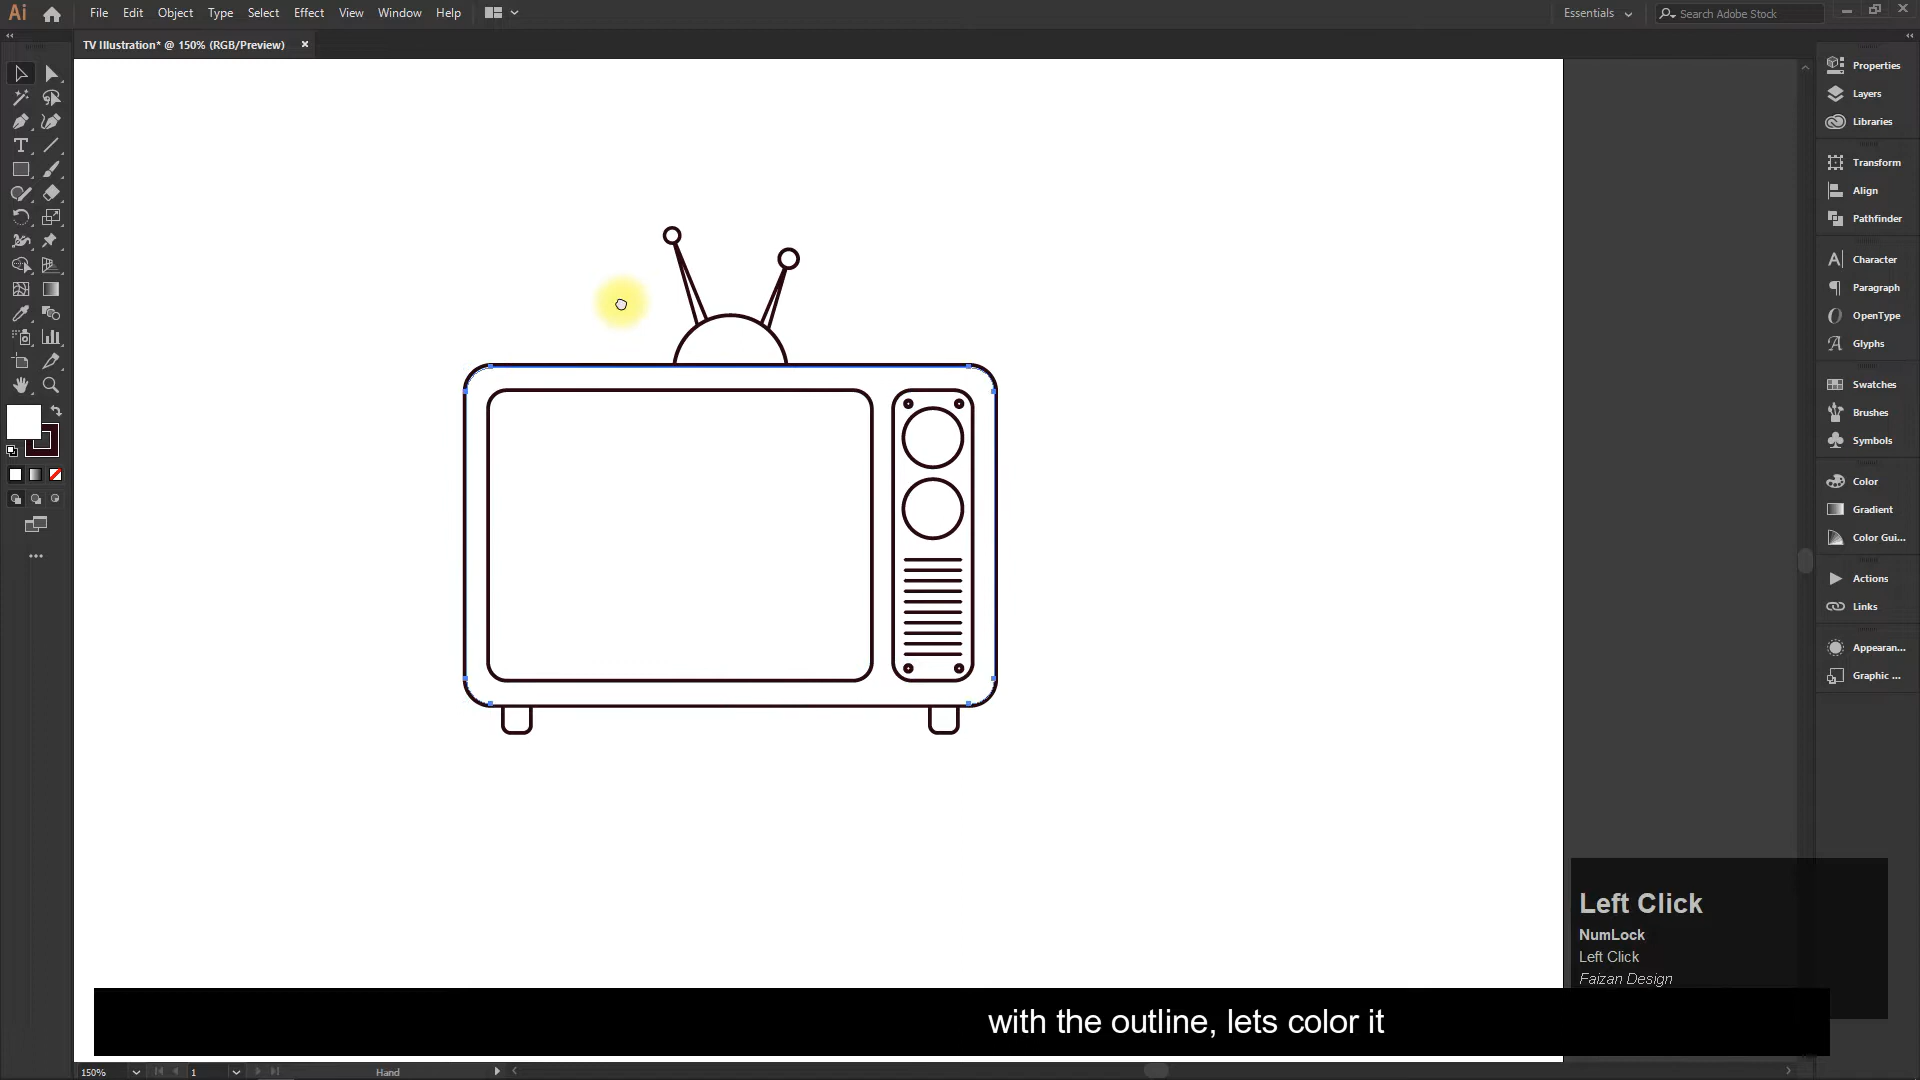 Ai File Edit Object Type Select Effect View Window Help Essentials Search Adobe Stock
TV Illustration* @ 150% (RGB/Preview)
Properties
Layers
Libraries
Transform
Align
Pathfinder
Character
Paragraph
OpenType
Glyphs
Swatches
Brushes
Symbols
Color
Gradient
Color Gui...
Actions
Links
Appearan...
Graphic ...
Left Click
NumLock
Left Click
Faizan Design
with the outline, lets color it
150% 1 Hand